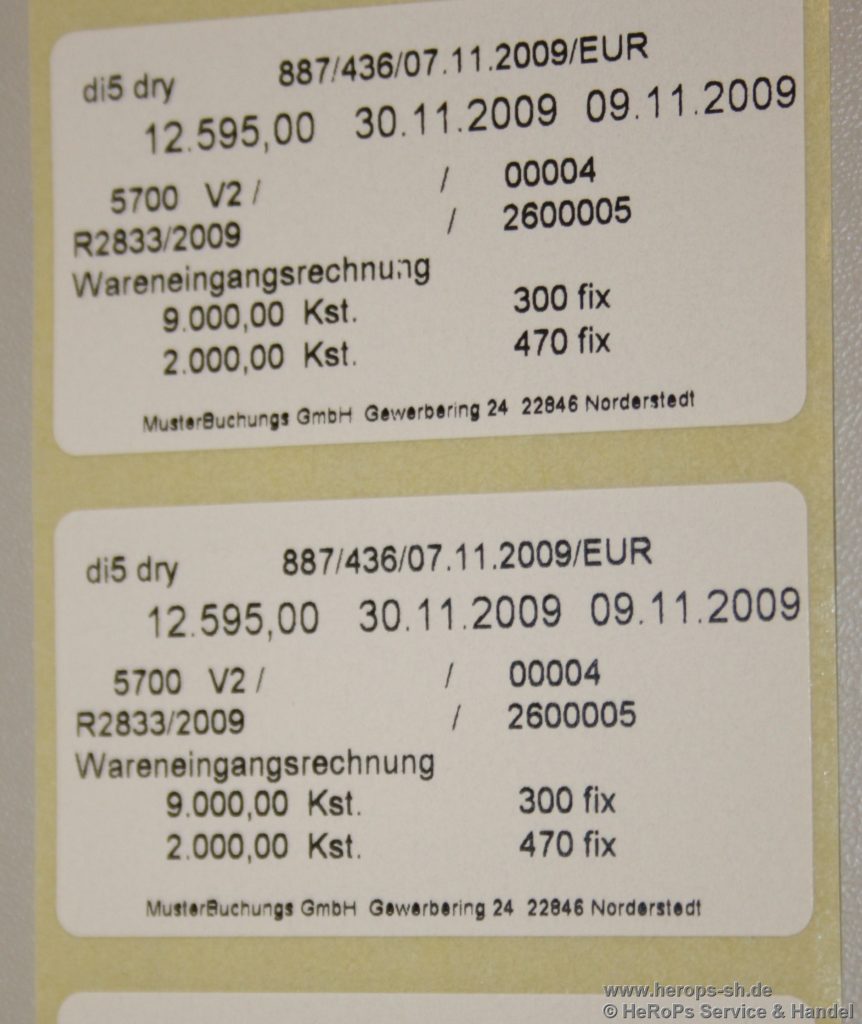 di5 dry 887/436/07.11.2009/EUR
12.595,00 30.11.2009 09.11.2009
5700 V2 / / 00004
R2833/2009 / 2600005
Wareneingangsrechnung
9.000,00 Kst. 300 fix
2.000,00 Kst. 470 fix
MusterBuchungs GmbH Gewerbering 24 22846 Norderstedt
di5 dry 887/436/07.11.2009/EUR
12.595,00 30.11.2009 09.11.2009
5700 V2 / / 00004
R2833/2009 / 2600005
Wareneingangsrechnung
9.000,00 Kst. 300 fix
2.000,00 Kst. 470 fix
MusterBuchungs GmbH Gewerbering 24 22846 Norderstedt
www.herops-sh.de
© HeRoPs Service & Handel